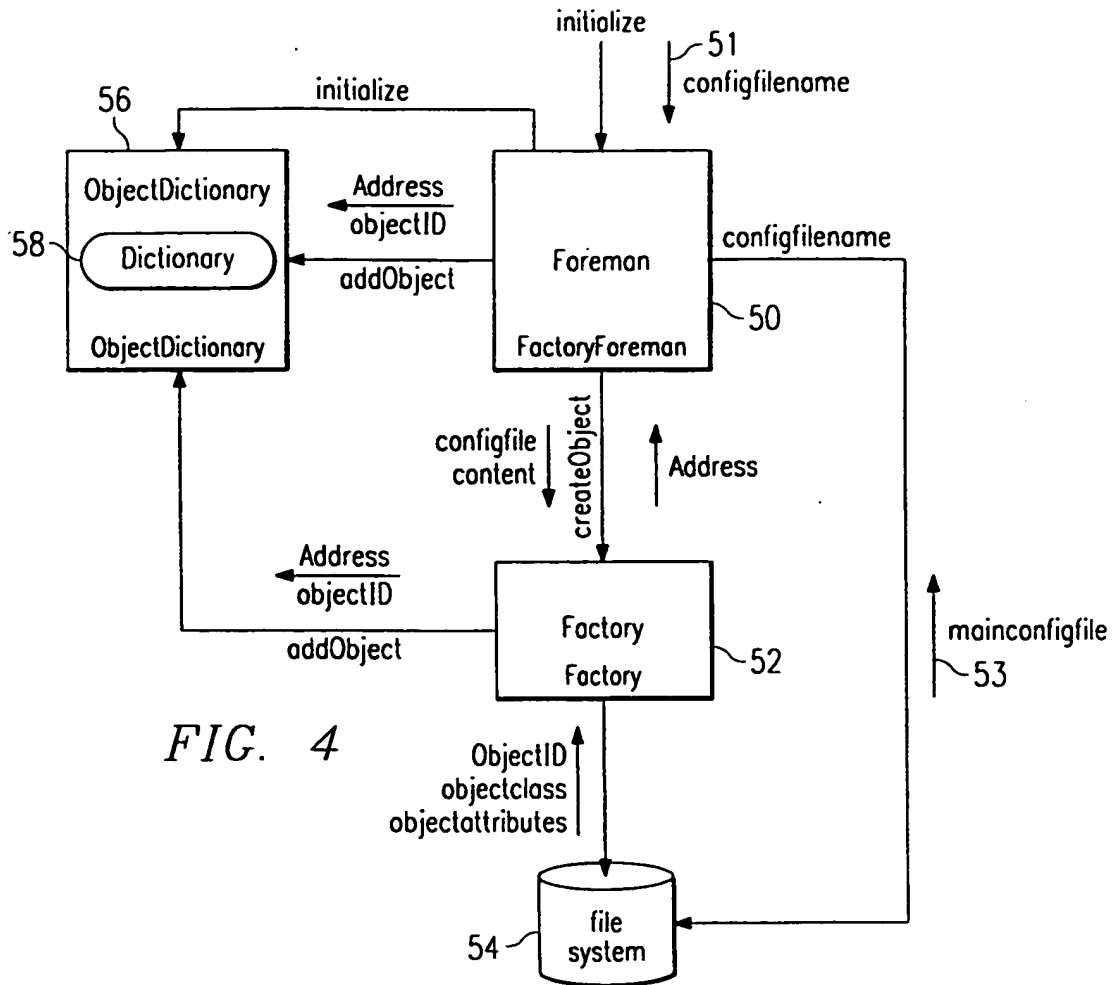 initialize
51
configfilename
56
initialize
ObjectDictionary
Address
objectID
58
Dictionary
addObject
Foreman
configfilename
50
ObjectDictionary
FactoryForeman
configfile
content
createObject
Address
Address
objectID
addObject
Factory
Factory
52
mainconfigfile
53
FIG. 4
ObjectID
objectclass
objectattributes
54
file
system